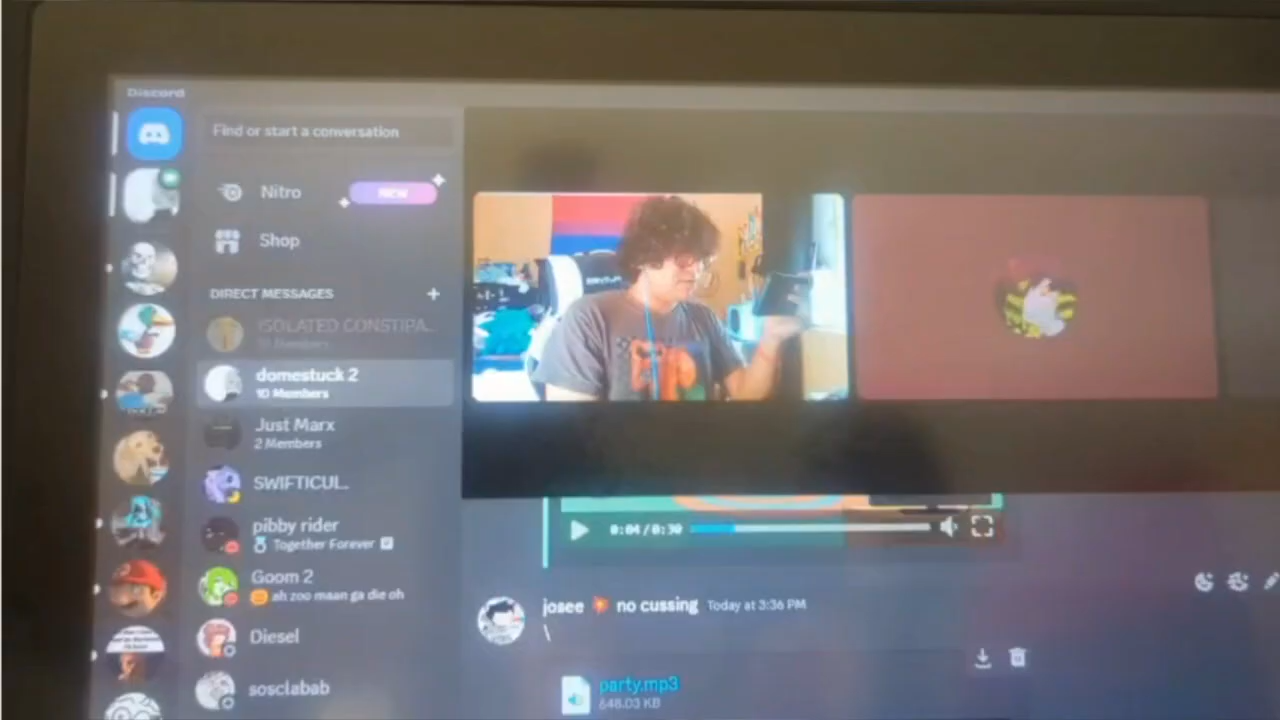 Discord
Find or start a conversation
Nitro
NEW
Shop
DIRECT MESSAGES
ISOLATED CONSTIPA...
domestuck 2
10 Members
Just Marx
2 Members
SWIFTICUL...
pibby rider
Together Forever
Goom 2
ah zoo maan ga die oh
Diesel
sosclabab
0:04/0:30
josee no cussing Today at 3:36 PM
\
party.mp3
648.03 KB